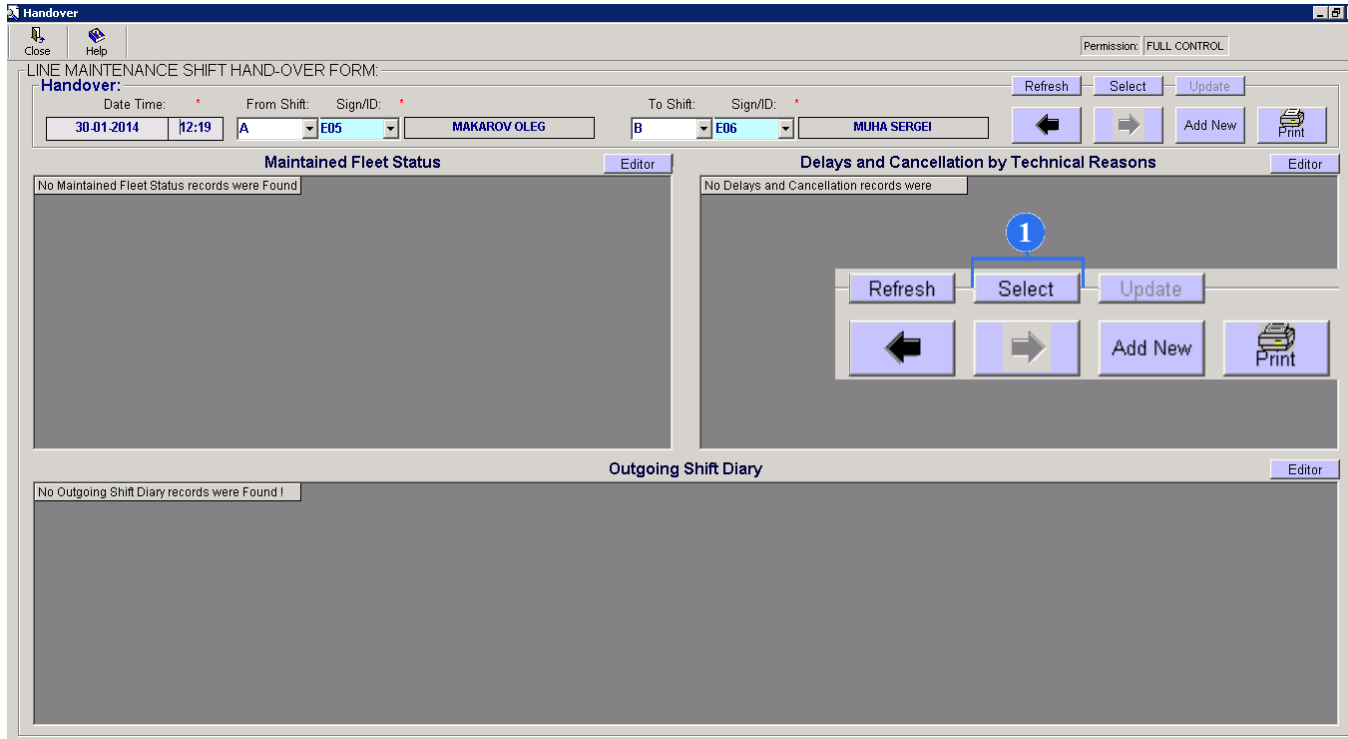 Handover
Close Help
Permission: FULL CONTROL
LINE MAINTENANCE SHIFT HAND-OVER FORM:
Handover:
Refresh Select Update
Date Time: * From Shift: Sign/ID: * To Shift: Sign/ID: *
30-01-2014 12:19 A E05 MAKAROV OLEG B E06 MUHA SERGEI
Add New Print
Maintained Fleet Status Editor Delays and Cancellation by Technical Reasons Editor
No Maintained Fleet Status records were Found No Delays and Cancellation records were
1
Refresh Select Update
Add New Print
Outgoing Shift Diary Editor
No Outgoing Shift Diary records were Found !